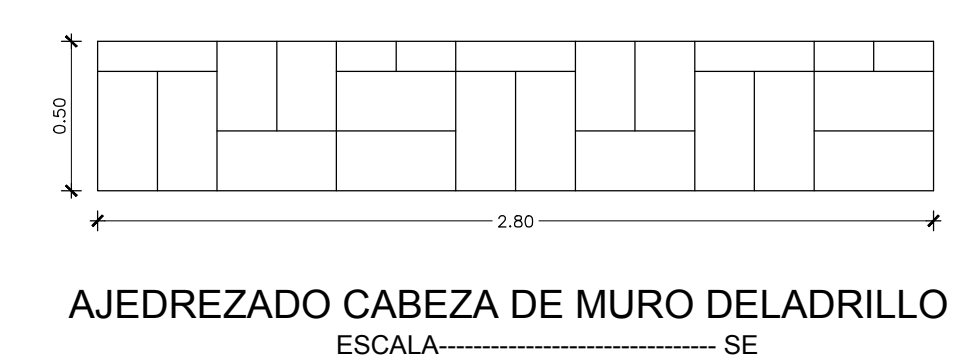 0.50
2.80
AJEDREZADO CABEZA DE MURO DELADRILLO
ESCALA-------------------------------- SE